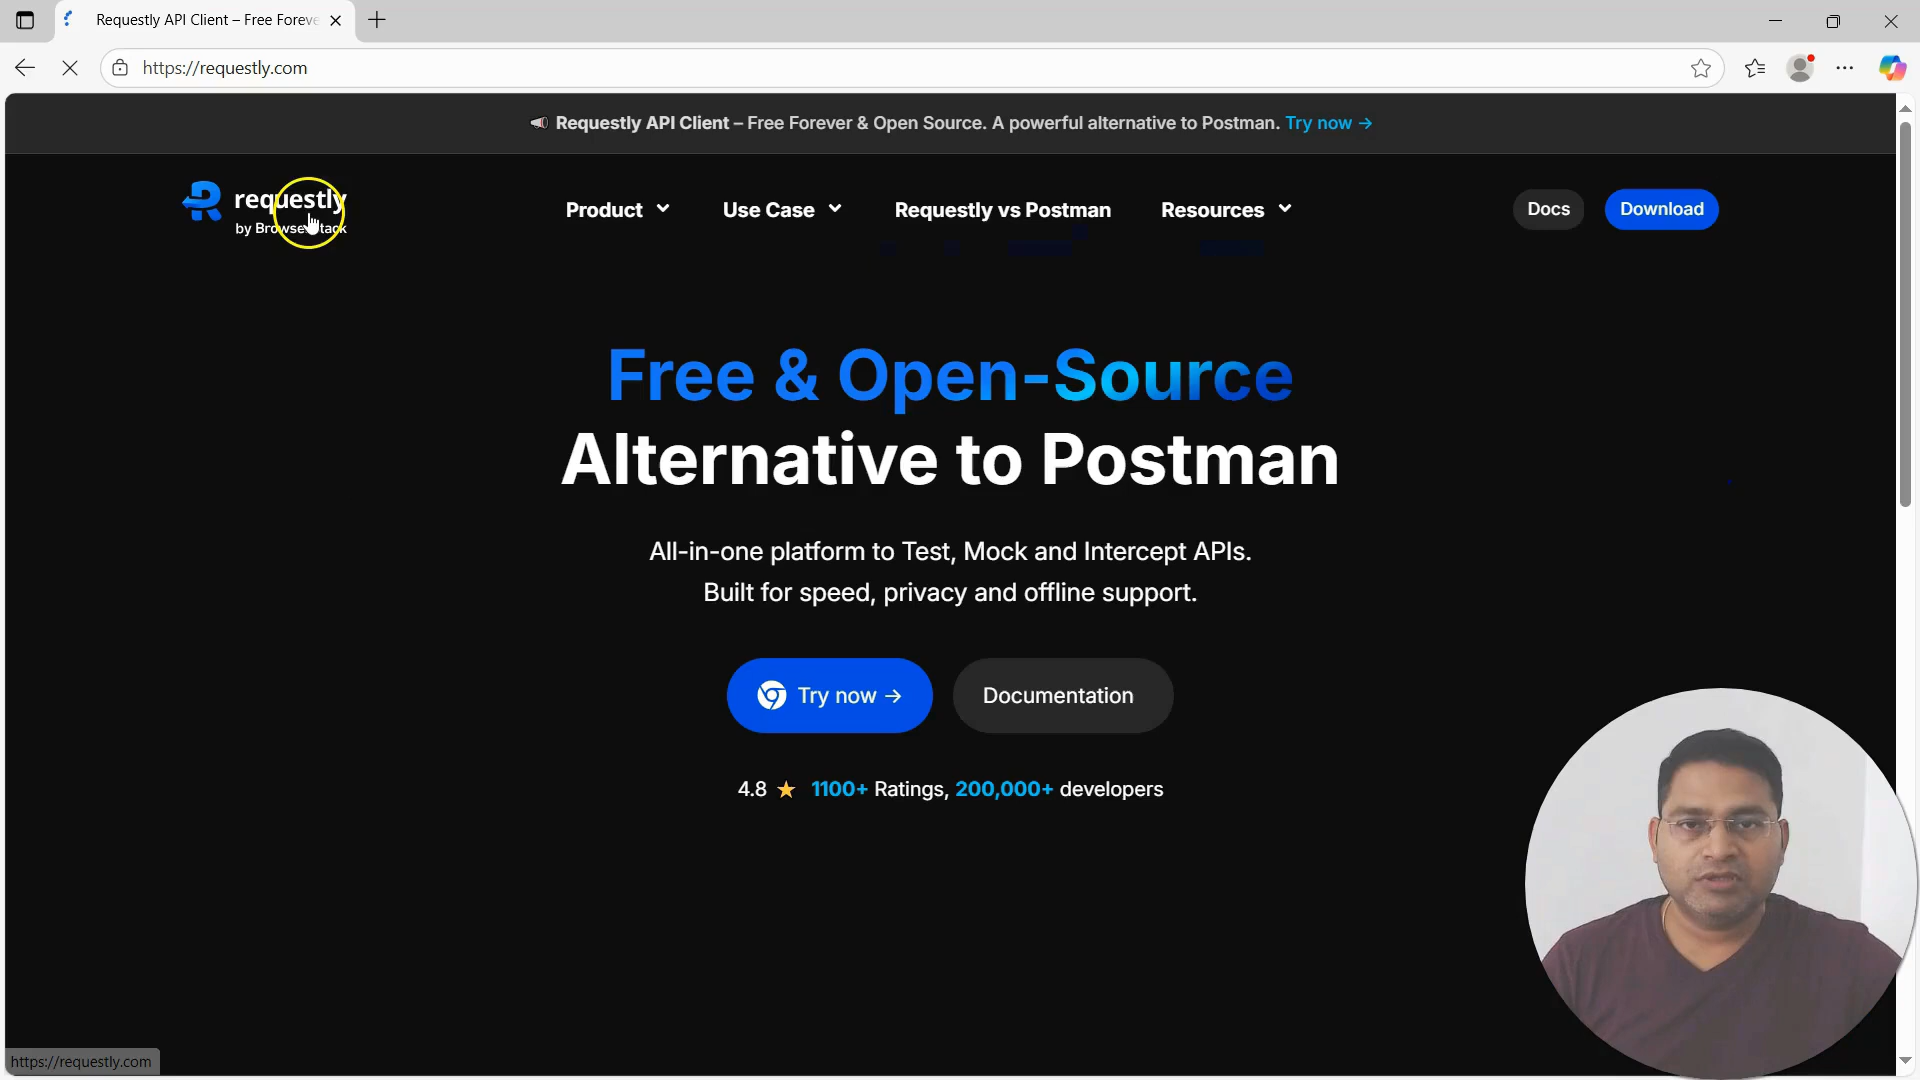 Requestly API Client – Free Foreve
https://requestly.com
Requestly API Client – Free Forever & Open Source. A powerful alternative to Postman. Try now →
requestly
by BrowserStack
Product
Use Case
Requestly vs Postman
Resources
Docs
Download
Free & Open-Source
Alternative to Postman
All-in-one platform to Test, Mock and Intercept APIs.
Built for speed, privacy and offline support.
Try now →
Documentation
4.8 ★ 1100+ Ratings, 200,000+ developers
https://requestly.com